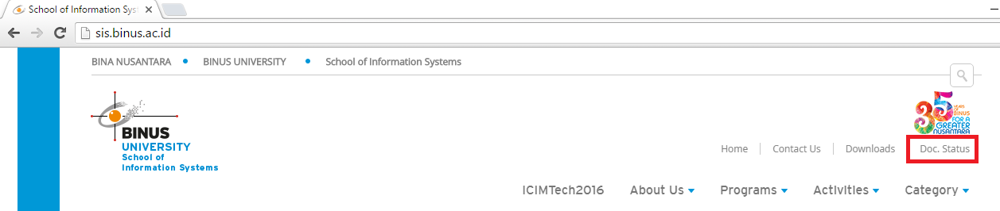 School of Information Sys
sis.binus.ac.id
BINA NUSANTARA • BINUS UNIVERSITY • School of Information Systems
35 YEARS OF BINUS
FOR A
GREATER
NUSANTARA
BINUS
UNIVERSITY
School of
Information Systems
Home Contact Us Downloads Doc. Status
ICIMTech2016 About Us Programs Activities Category